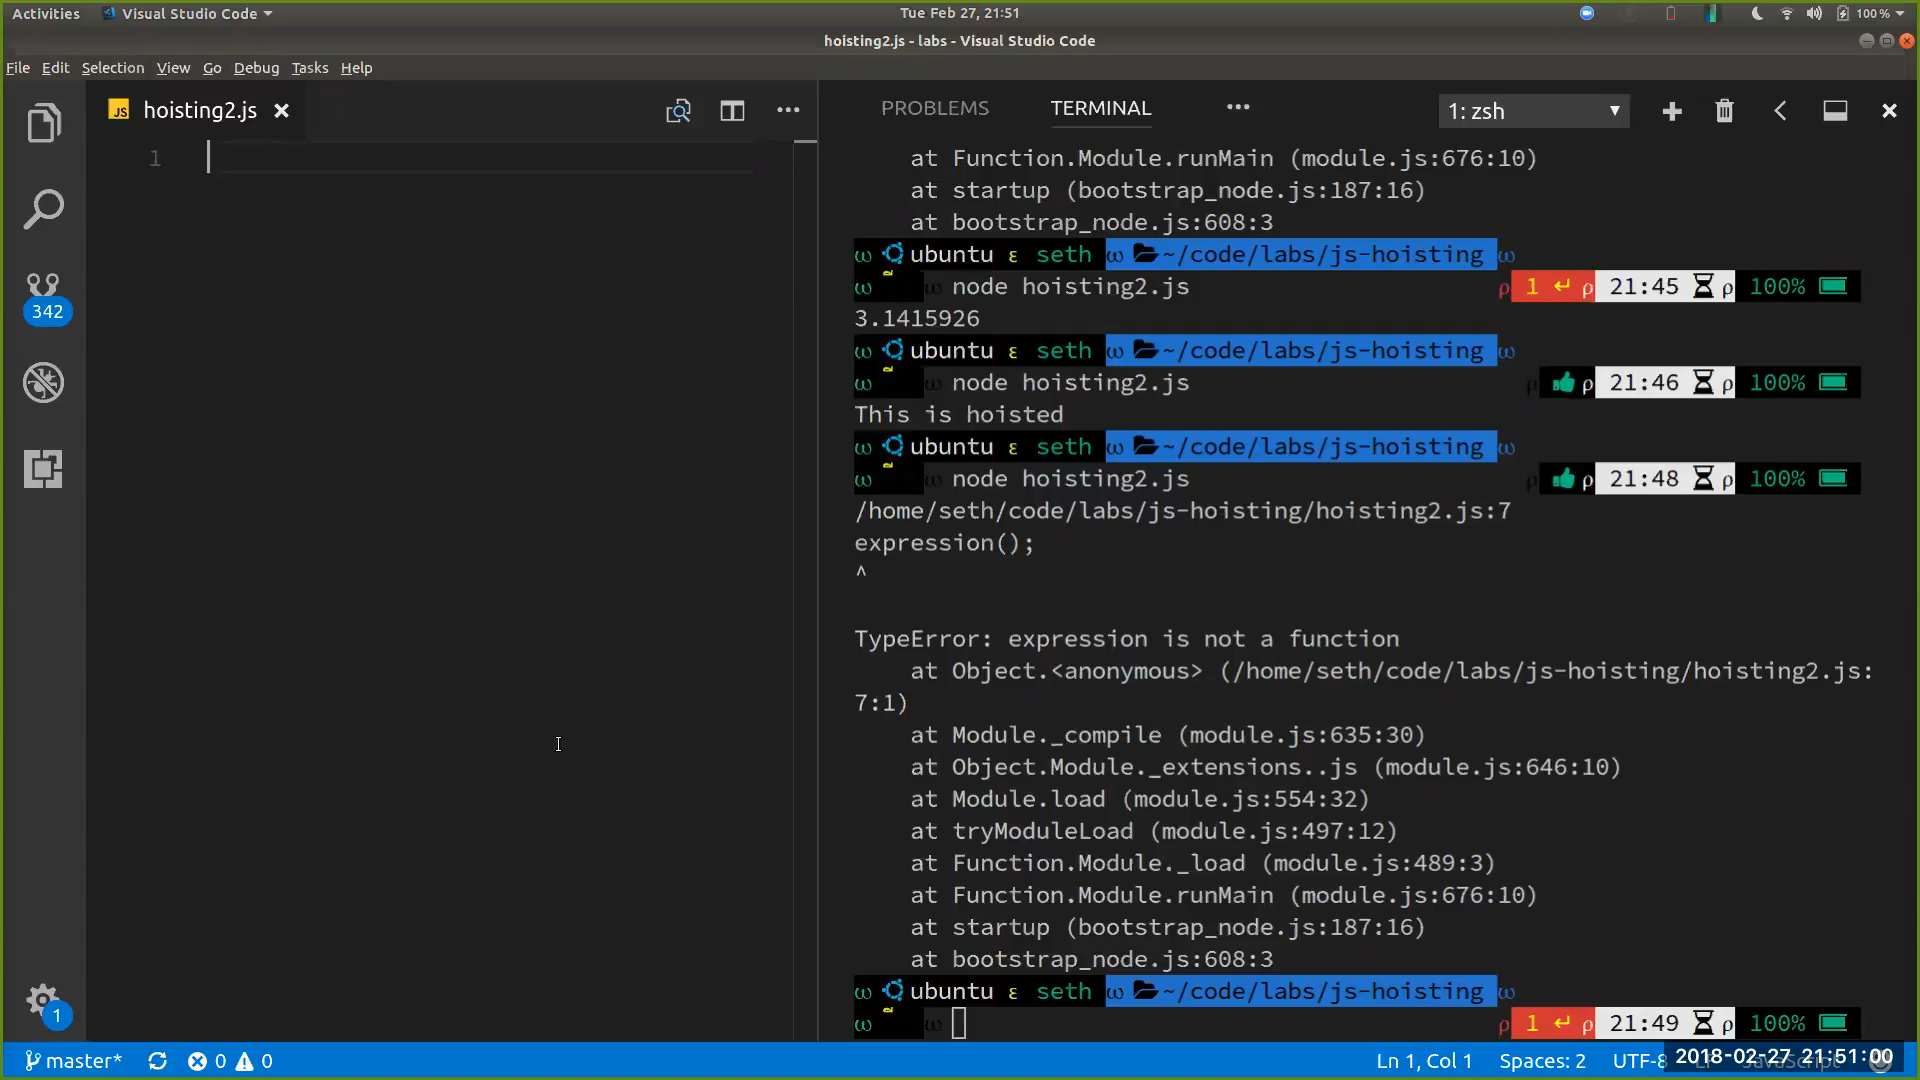 Activities Visual Studio Code Tue Feb 27, 21:51 100%
hoisting2.js - labs - Visual Studio Code
File Edit Selection View Go Debug Tasks Help
JS hoisting2.js
1
342
1
PROBLEMS TERMINAL 1: zsh
at Function.Module.runMain (module.js:676:10)
at startup (bootstrap_node.js:187:16)
at bootstrap_node.js:608:3
ω ubuntu ε seth ω ~/code/labs/js-hoisting ω
ω ω node hoisting2.js ρ 1 ↵ ρ 21:45 ρ 100%
3.1415926
ω ubuntu ε seth ω ~/code/labs/js-hoisting ω
ω ω node hoisting2.js ρ ρ 21:46 ρ 100%
This is hoisted
ω ubuntu ε seth ω ~/code/labs/js-hoisting ω
ω ω node hoisting2.js ρ ρ 21:48 ρ 100%
/home/seth/code/labs/js-hoisting/hoisting2.js:7
expression();
^
TypeError: expression is not a function
at Object.<anonymous> (/home/seth/code/labs/js-hoisting/hoisting2.js:
7:1)
at Module._compile (module.js:635:30)
at Object.Module._extensions..js (module.js:646:10)
at Module.load (module.js:554:32)
at tryModuleLoad (module.js:497:12)
at Function.Module._load (module.js:489:3)
at Function.Module.runMain (module.js:676:10)
at startup (bootstrap_node.js:187:16)
at bootstrap_node.js:608:3
ω ubuntu ε seth ω ~/code/labs/js-hoisting ω
ω ω ρ 1 ↵ ρ 21:49 ρ 100%
master* 0 0 Ln 1, Col 1 Spaces: 2 UTF-8
2018-02-27 21:51:00